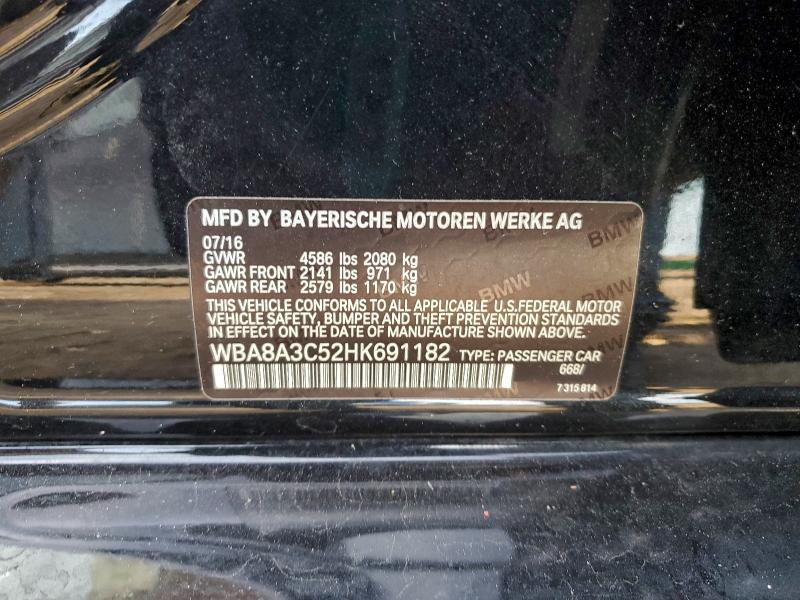 MFD BY BAYERISCHE MOTOREN WERKE AG
07/16
GVWR 4586 lbs 2080 kg
GAWR FRONT 2141 lbs 971 kg
GAWR REAR 2579 lbs 1170 kg
THIS VEHICLE CONFORMS TO ALL APPLICABLE U.S.FEDERAL MOTOR
VEHICLE SAFETY, BUMPER AND THEFT PREVENTION STANDARDS
IN EFFECT ON THE DATE OF MANUFACTURE SHOWN ABOVE.
WBA8A3C52HK691182 TYPE: PASSENGER CAR
668/
7 315 814
BMW
BMW
BMW